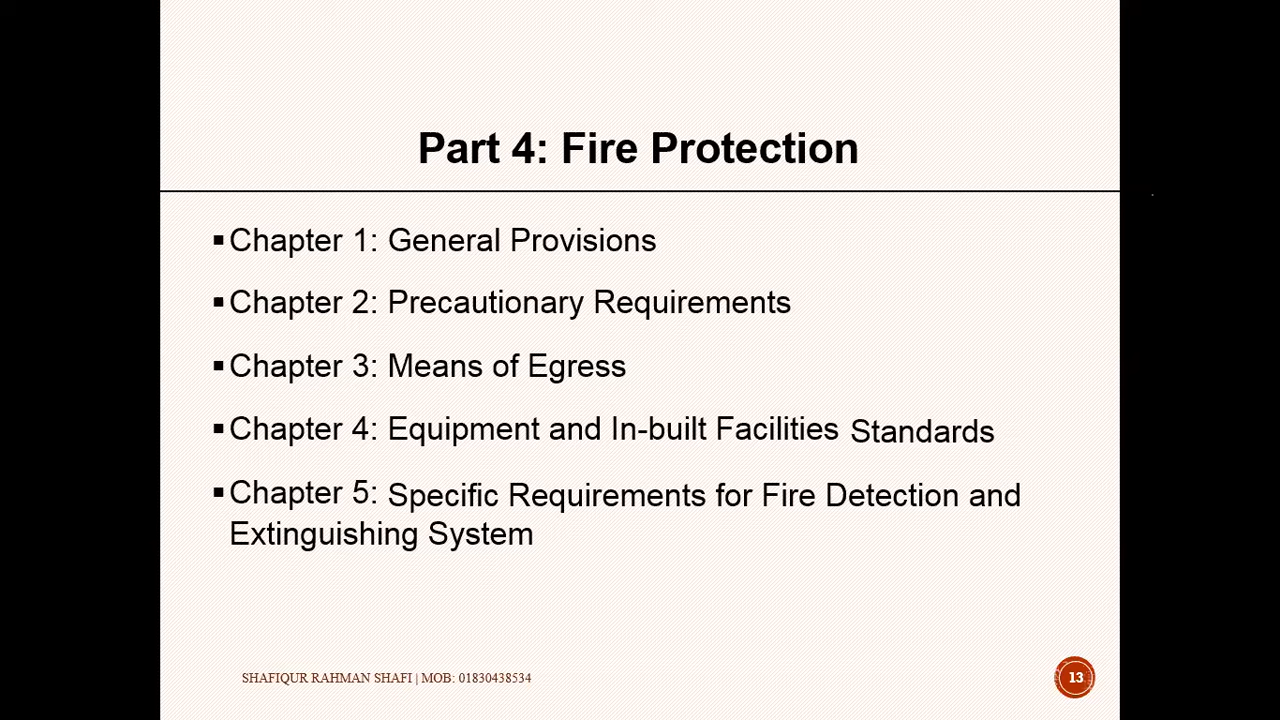 Part 4: Fire Protection
▪Chapter 1: General Provisions
▪Chapter 2: Precautionary Requirements
▪Chapter 3: Means of Egress
▪Chapter 4: Equipment and In-built Facilities Standards
▪Chapter 5: Specific Requirements for Fire Detection and
Extinguishing System
SHAFIQUR RAHMAN SHAFI | MOB: 01830438534
13